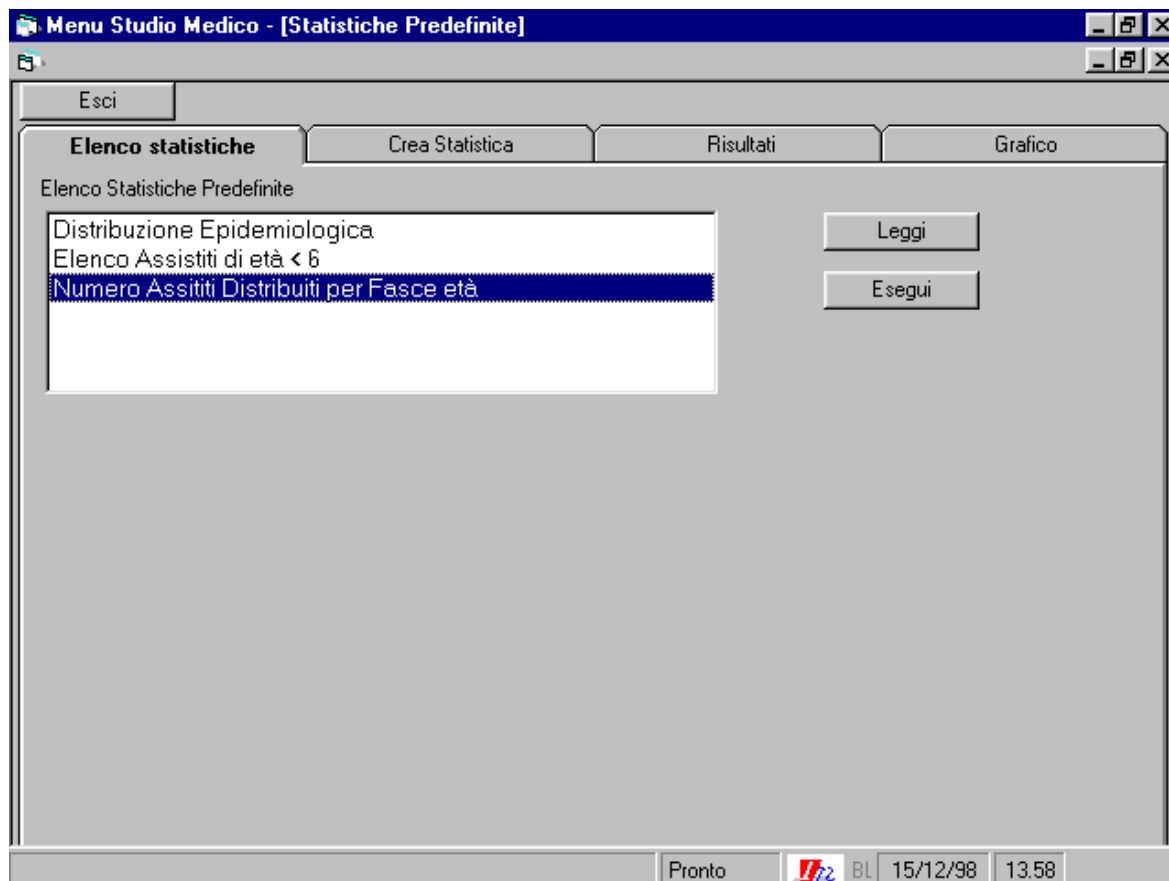 Menu Studio Medico - [Statistiche Predefinite]
Esci
Elenco statistiche Crea Statistica Risultati Grafico
Elenco Statistiche Predefinite
Distribuzione Epidemiologica
Elenco Assistiti di età < 6
Numero Assititi Distribuiti per Fasce età
Leggi
Esegui
Pronto BL 15/12/98 13.58